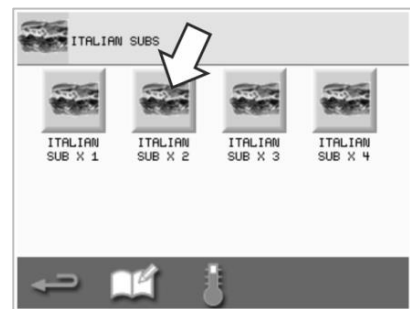 ITALIAN SUBS
ITALIAN
SUB X 1
ITALIAN
SUB X 2
ITALIAN
SUB X 3
ITALIAN
SUB X 4